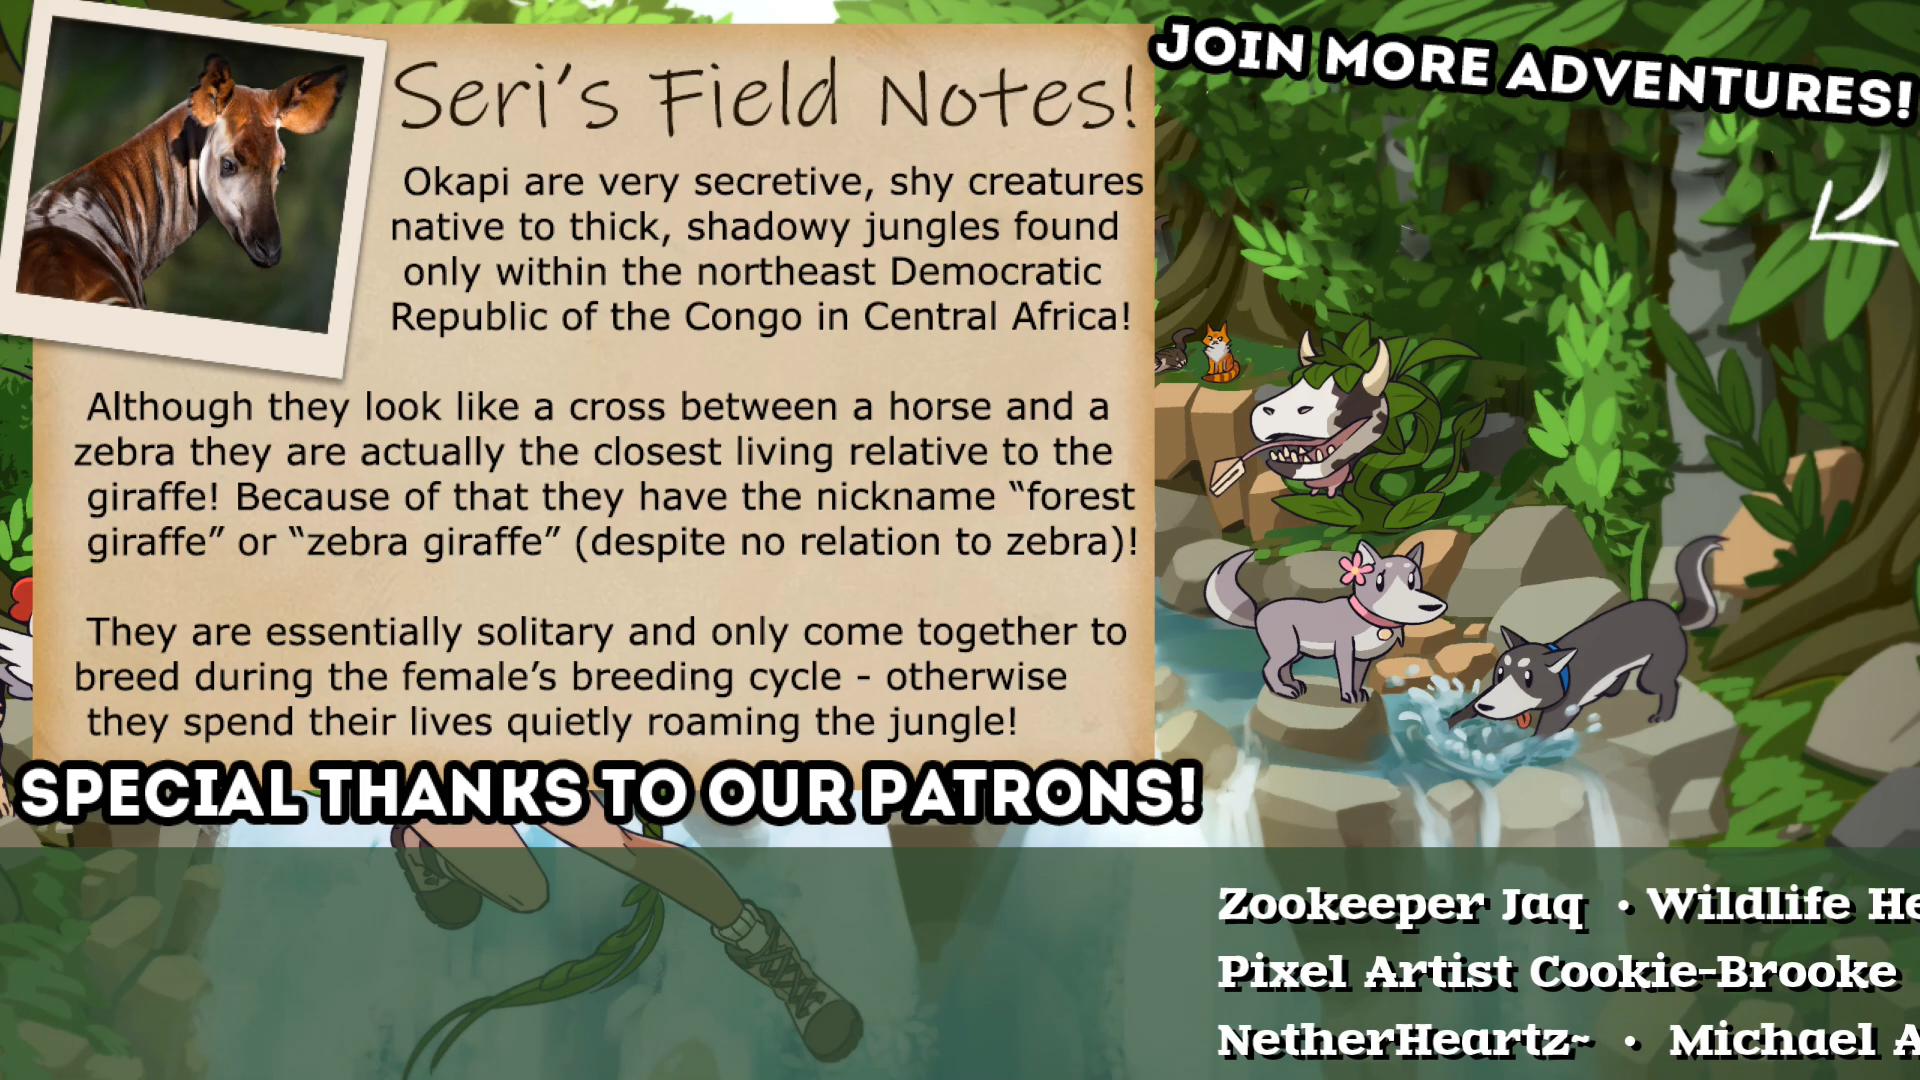 Seri's Field Notes!
Okapi are very secretive, shy creatures
native to thick, shadowy jungles found
only within the northeast Democratic
Republic of the Congo in Central Africa!
Although they look like a cross between a horse and a
zebra they are actually the closest living relative to the
giraffe! Because of that they have the nickname “forest
giraffe” or “zebra giraffe” (despite no relation to zebra)!
They are essentially solitary and only come together to
breed during the female’s breeding cycle - otherwise
they spend their lives quietly roaming the jungle!
JOIN MORE ADVENTURES!
SPECIAL THANKS TO OUR PATRONS!
Zookeeper Jaq • Wildlife He
Pixel Artist Cookie-Brooke
NetherHeartz~ • Michael A